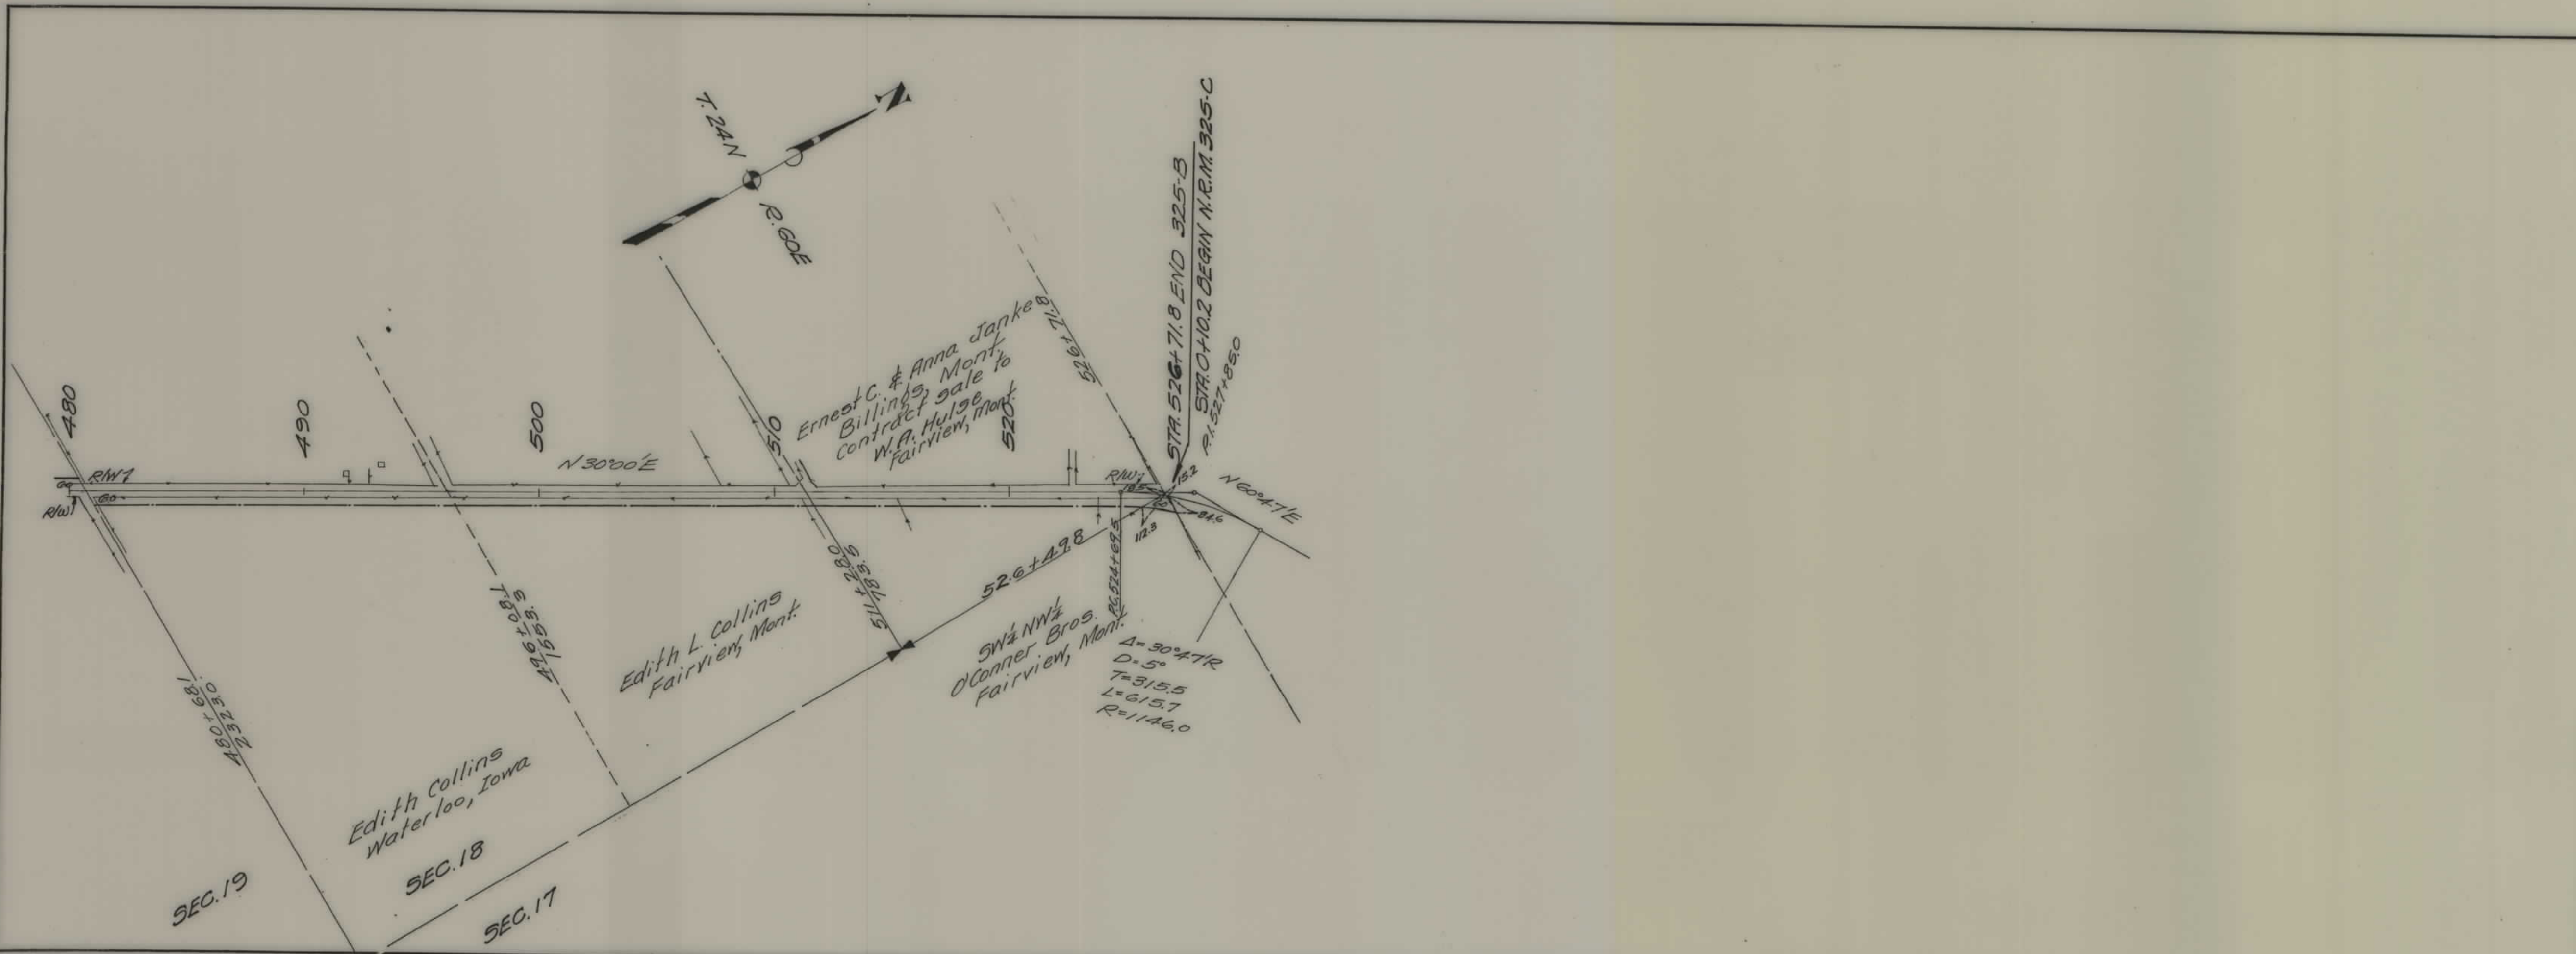 N
T.24N
R.60E
STA. 526+71.8 END 325-B
STA. 0+10.2 BEGIN N.R.M. 325-C
P.I. 527+85.0
526+71.8
Ernest C. & Anna Janke
Billings, Mont.
Contract sale to
W.A. Hulse
Fairview, Mont.
480
490
500
510
520
N 30°00'E
N 60°47'E
R/W
60
60
R/W
R/W
15.2
84.6
112.3
P.C. 524+69.5
52.6+49.8
511+28.0
783.5
496+08.1
1553.3
480+68.1
2323.0
SW¼ NW¼
O'Conner Bros.
Fairview, Mont.
Δ=30°47'R
D=5°
T=315.5
L=615.7
R=1146.0
Edith L. Collins
Fairview, Mont.
Edith Collins
Waterloo, Iowa
SEC. 19
SEC. 18
SEC. 17